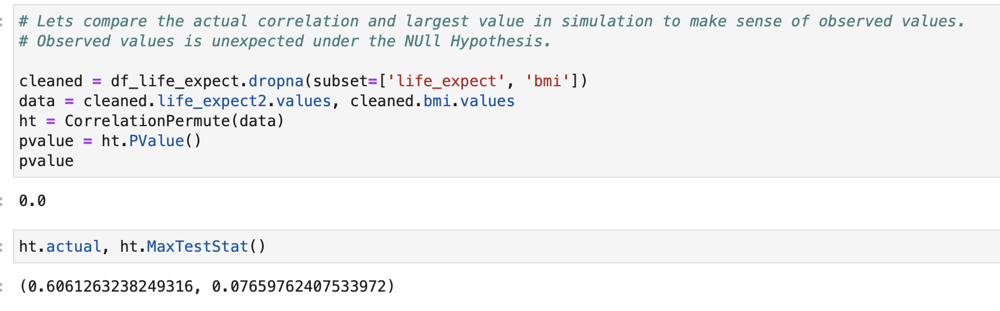 # Lets compare the actual correlation and largest value in simulation to make sense of observed values.
# Observed values is unexpected under the NUll Hypothesis.
cleaned = df_life_expect.dropna(subset=['life_expect', 'bmi'])
data = cleaned.life_expect2.values, cleaned.bmi.values
ht = CorrelationPermute(data)
pvalue = ht.PValue()
pvalue
0.0
ht.actual, ht.MaxTestStat()
(0.6061263238249316, 0.07659762407533972)